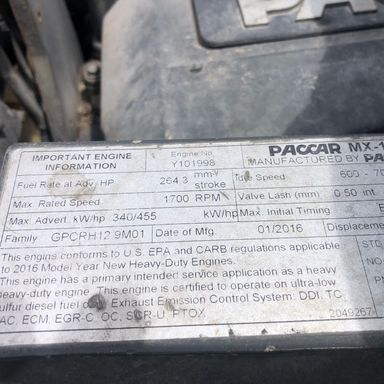 PA
IMPORTANT ENGINE INFORMATION
Engine No. Y101998
PACCAR MX-1
MANUFACTURED BY PA
Fuel Rate at Adv. HP 264.3 mm³/stroke Idle Speed 600 - 70
Max. Rated Speed 1700 RPM Valve Lash (mm) 0.50 int.
Max. Advert. kW/hp 340/455 kW/hp Max. Initial Timing
Family GPCRH12.9M01 Date of Mfg. 01/2016 Displacement
This engine conforms to U.S. EPA and CARB regulations applicable
to 2016 Model Year New Heavy-Duty Engines.
This engine has a primary intended service application as a heavy
heavy-duty engine. This engine is certified to operate on ultra-low
sulfur diesel fuel only. Exhaust Emission Control System: DDI, TC,
AC, ECM, EGR-C, OC, SCR-U, PTOX
2049267